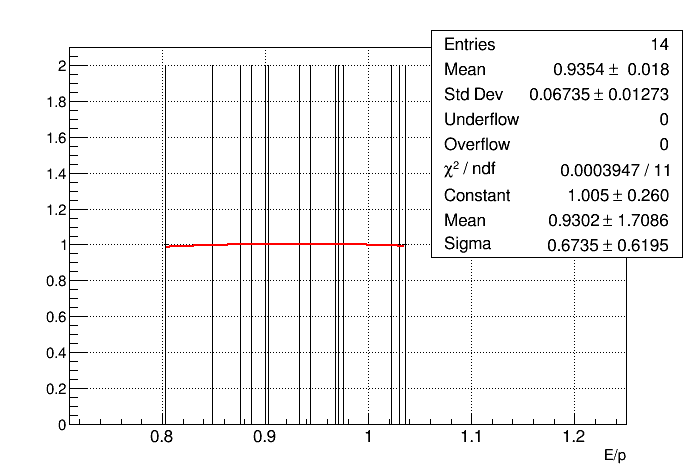 Entries 14
Mean 0.9354 ± 0.018
Std Dev 0.06735 ± 0.01273
Underflow 0
Overflow 0
χ² / ndf 0.0003947 / 11
Constant 1.005 ± 0.260
Mean 0.9302 ± 1.7086
Sigma 0.6735 ± 0.6195
2
1.8
1.6
1.4
1.2
1
0.8
0.6
0.4
0.2
0
0.8 0.9 1 1.1 1.2
E/p